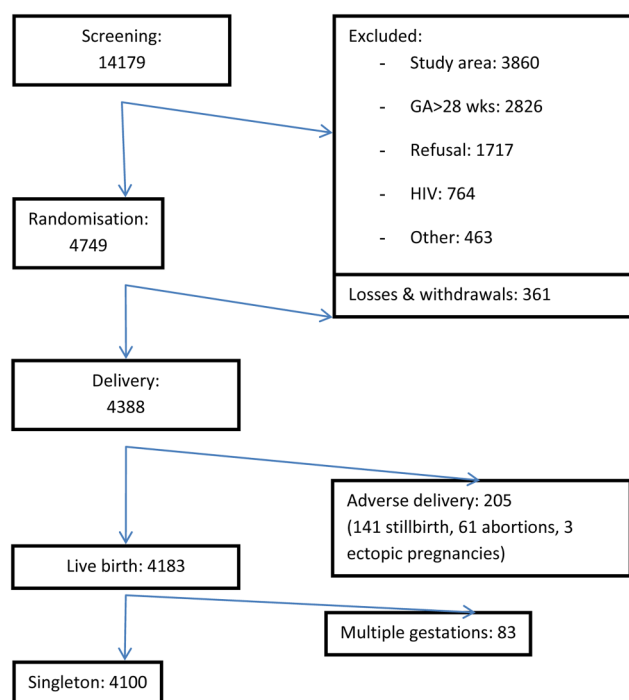 Screening:
14179
Excluded:
- Study area: 3860
- GA>28 wks: 2826
- Refusal: 1717
- HIV: 764
- Other: 463
Randomisation:
4749
Losses & withdrawals: 361
Delivery:
4388
Adverse delivery: 205
(141 stillbirth, 61 abortions, 3
ectopic pregnancies)
Live birth: 4183
Multiple gestations: 83
Singleton: 4100